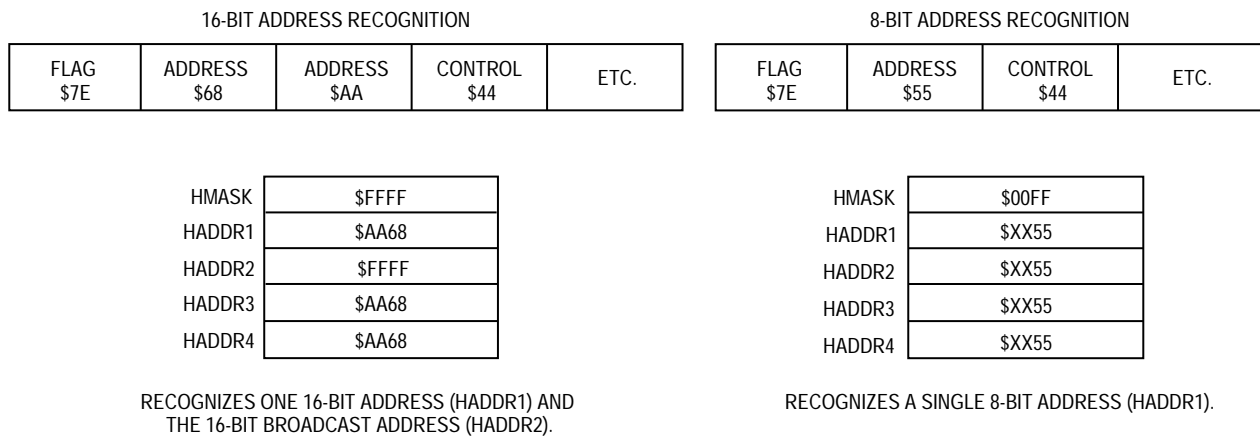 16-BIT ADDRESS RECOGNITION
FLAG ADDRESS ADDRESS CONTROL ETC.
$7E $68 $AA $44
HMASK $FFFF
HADDR1 $AA68
HADDR2 $FFFF
HADDR3 $AA68
HADDR4 $AA68
RECOGNIZES ONE 16-BIT ADDRESS (HADDR1) AND
THE 16-BIT BROADCAST ADDRESS (HADDR2).
8-BIT ADDRESS RECOGNITION
FLAG ADDRESS CONTROL ETC.
$7E $55 $44
HMASK $00FF
HADDR1 $XX55
HADDR2 $XX55
HADDR3 $XX55
HADDR4 $XX55
RECOGNIZES A SINGLE 8-BIT ADDRESS (HADDR1).